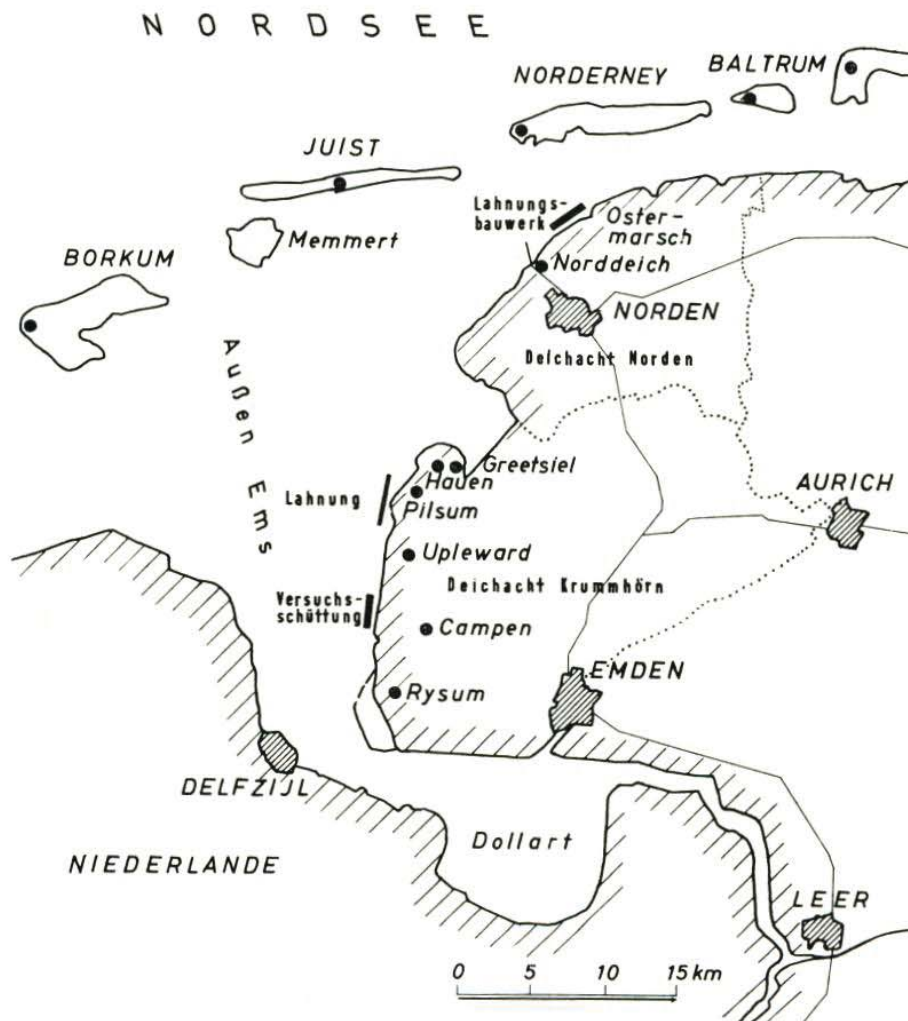 NORDSEE
NORDERNEY
BALTRUM
JUIST
Lahnungs-
bauwerk
Oster-
marsch
Memmert
BORKUM
Norddeich
NORDEN
Deichacht Norden
Außen Ems
Greetsiel
Hauen
Lahnung
Pilsum
AURICH
Upleward
Deichacht Krummhörn
Versuchs-
schüttung
Campen
EMDEN
Rysum
DELFZIJL
Dollart
NIEDERLANDE
LEER
0 5 10 15 km